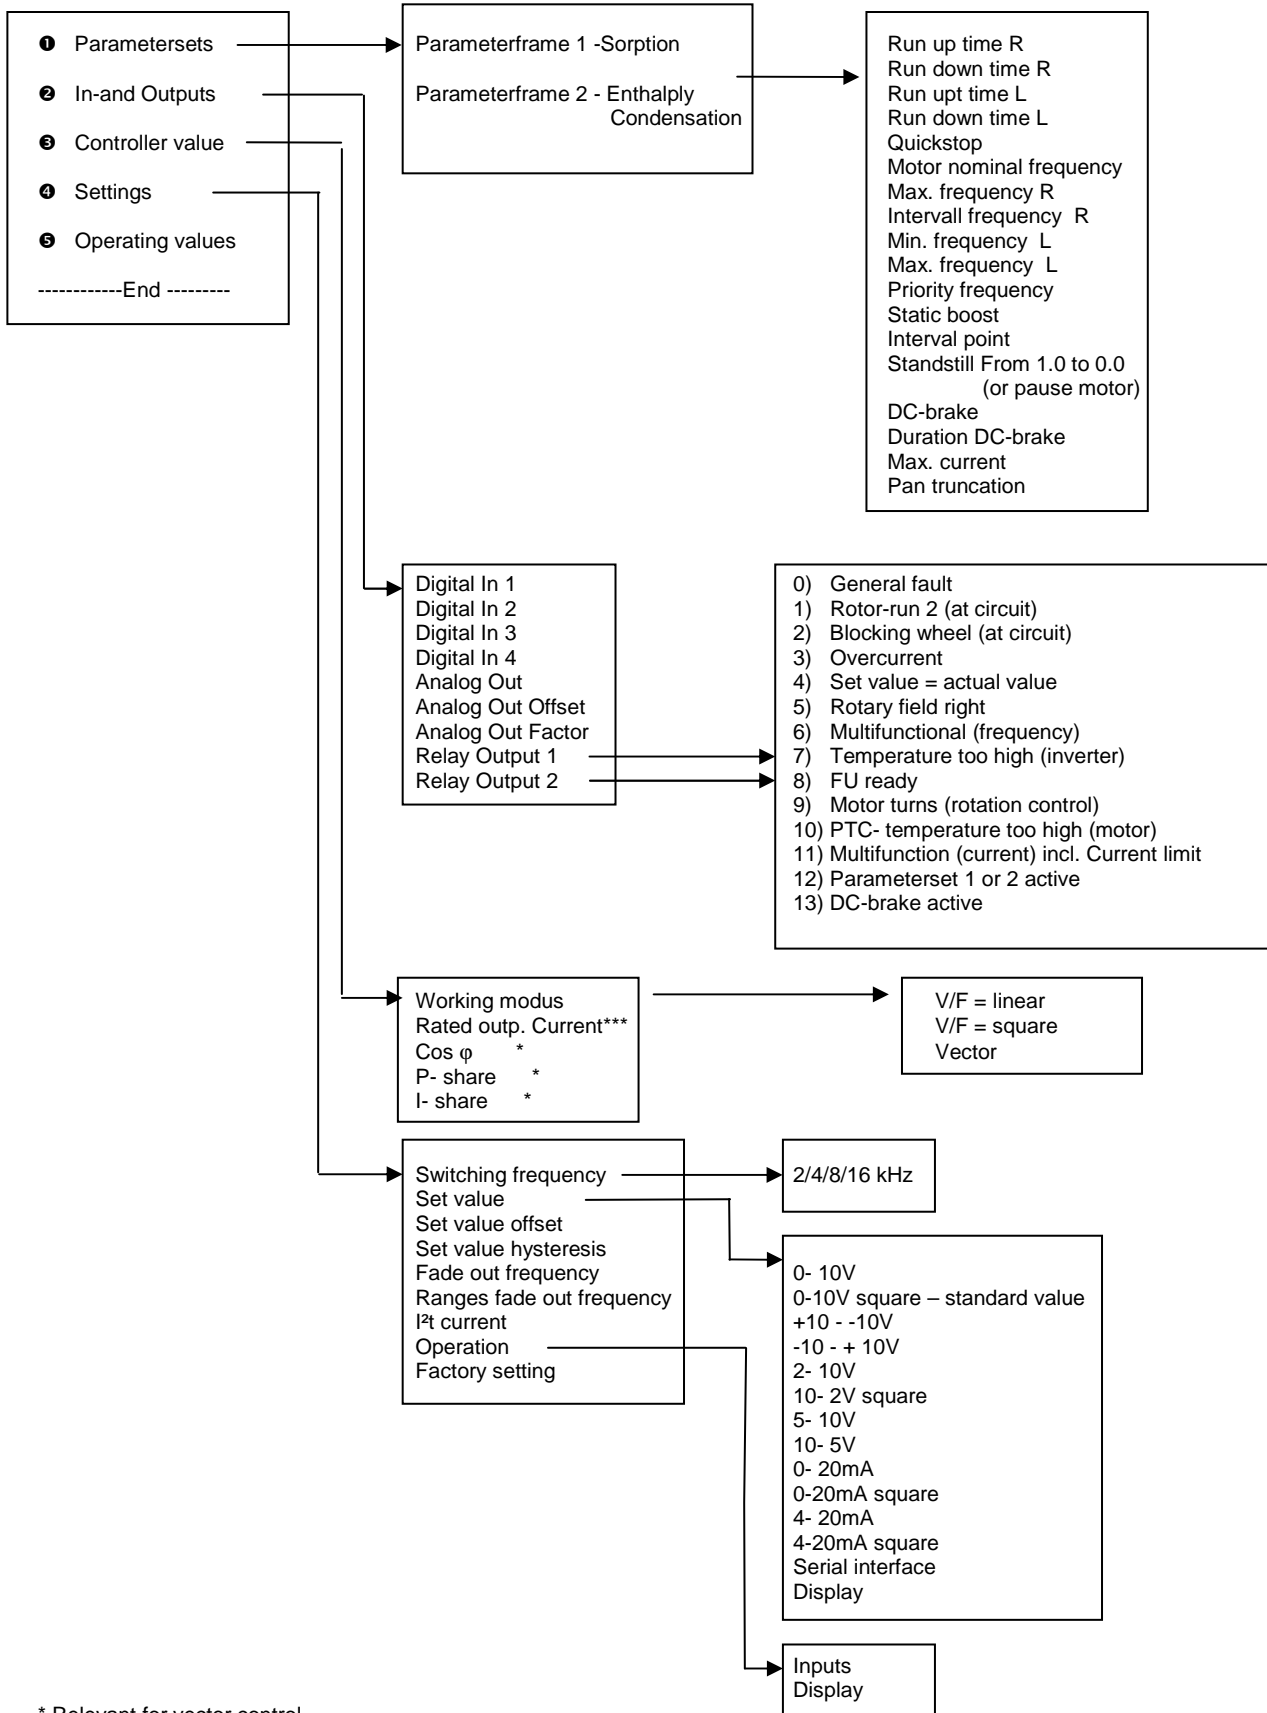 ❶ Parametersets
❷ In-and Outputs
❸ Controller value
❹ Settings
❺ Operating values
------------End ---------
Parameterframe 1 -Sorption
Parameterframe 2 - Enthalply
Condensation
Run up time R
Run down time R
Run upt time L
Run down time L
Quickstop
Motor nominal frequency
Max. frequency R
Intervall frequency R
Min. frequency L
Max. frequency L
Priority frequency
Static boost
Interval point
Standstill From 1.0 to 0.0
(or pause motor)
DC-brake
Duration DC-brake
Max. current
Pan truncation
Digital In 1
Digital In 2
Digital In 3
Digital In 4
Analog Out
Analog Out Offset
Analog Out Factor
Relay Output 1
Relay Output 2
0) General fault
1) Rotor-run 2 (at circuit)
2) Blocking wheel (at circuit)
3) Overcurrent
4) Set value = actual value
5) Rotary field right
6) Multifunctional (frequency)
7) Temperature too high (inverter)
8) FU ready
9) Motor turns (rotation control)
10) PTC- temperature too high (motor)
11) Multifunction (current) incl. Current limit
12) Parameterset 1 or 2 active
13) DC-brake active
Working modus
Rated outp. Current***
Cos φ *
P- share *
I- share *
V/F = linear
V/F = square
Vector
Switching frequency
Set value
Set value offset
Set value hysteresis
Fade out frequency
Ranges fade out frequency
I²t current
Operation
Factory setting
2/4/8/16 kHz
0- 10V
0-10V square – standard value
+10 - -10V
-10 - + 10V
2- 10V
10- 2V square
5- 10V
10- 5V
0- 20mA
0-20mA square
4- 20mA
4-20mA square
Serial interface
Display
Inputs
Display
* Relevant for vector control